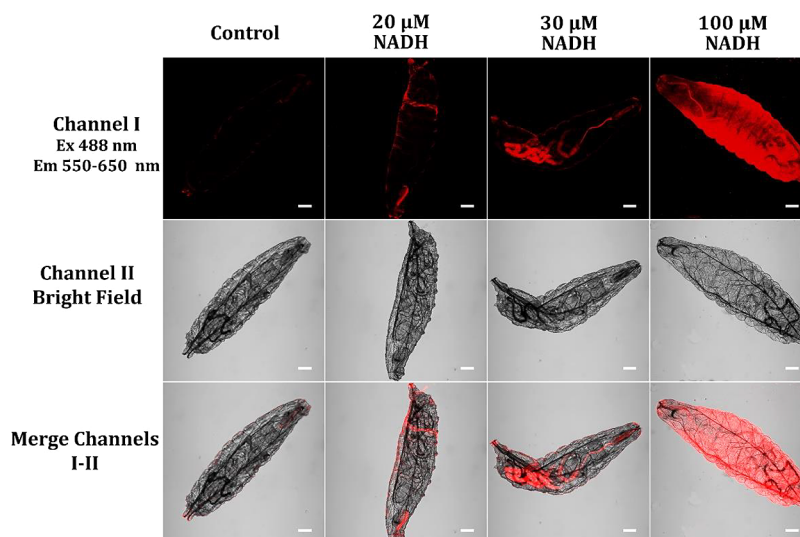 Control
20 µM
NADH
30 µM
NADH
100 µM
NADH
Channel I
Ex 488 nm
Em 550-650 nm
Channel II
Bright Field
Merge Channels
I-II